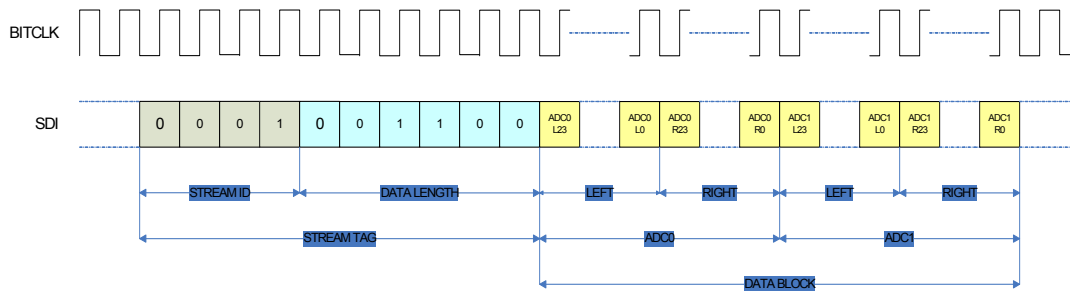 BITCLK
SDI
0 0 0 1 0 0 1 1 0 0
ADC0 L23
ADC0 L0
ADC0 R23
ADC0 R0
ADC1 L23
ADC1 L0
ADC1 R23
ADC1 R0
STREAM ID DATA LENGTH LEFT RIGHT LEFT RIGHT
STREAM TAG ADC0 ADC1
DATA BLOCK